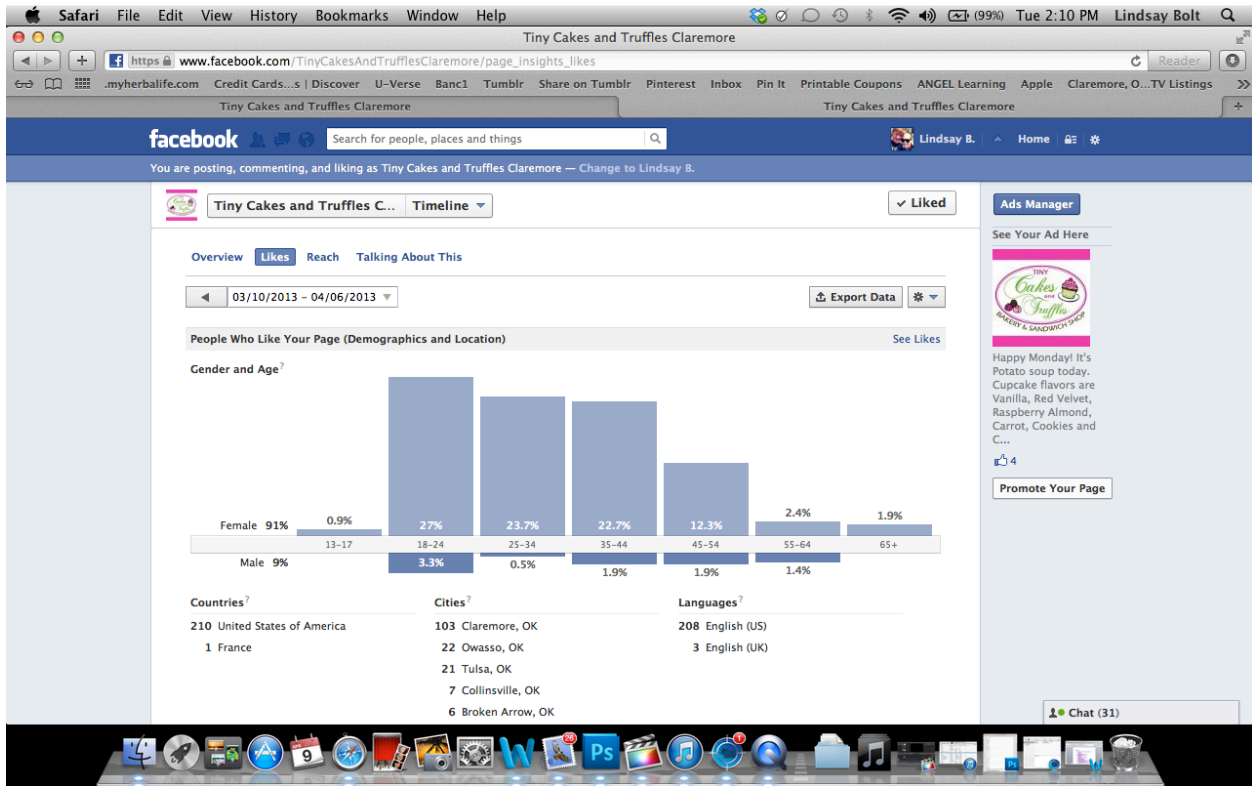 Safari File Edit View History Bookmarks Window Help (99%) Tue 2:10 PM Lindsay Bolt
Tiny Cakes and Truffles Claremore
https www.facebook.com/TinyCakesAndTrufflesClaremore/page_insights_likes Reader
.myherbalife.com Credit Cards...s | Discover U-Verse Banc1 Tumblr Share on Tumblr Pinterest Inbox Pin It Printable Coupons ANGEL Learning Apple Claremore, O...TV Listings
Tiny Cakes and Truffles Claremore Tiny Cakes and Truffles Claremore
facebook Search for people, places and things Lindsay B. Home
You are posting, commenting, and liking as Tiny Cakes and Truffles Claremore — Change to Lindsay B.
Tiny Cakes and Truffles C... Timeline Liked
Overview Likes Reach Talking About This
03/10/2013 – 04/06/2013 Export Data
People Who Like Your Page (Demographics and Location) See Likes
Gender and Age?
Female 91% 0.9% 27% 23.7% 22.7% 12.3% 2.4% 1.9%
13-17 18-24 25-34 35-44 45-54 55-64 65+
Male 9% 3.3% 0.5% 1.9% 1.9% 1.4%
Countries? Cities? Languages?
210 United States of America 103 Claremore, OK 208 English (US)
1 France 22 Owasso, OK 3 English (UK)
21 Tulsa, OK
7 Collinsville, OK
6 Broken Arrow, OK
Ads Manager
See Your Ad Here
TINY
Cakes
and
Truffles
BAKERY & SANDWICH SHOP
Happy Monday! It's
Potato soup today.
Cupcake flavors are
Vanilla, Red Velvet,
Raspberry Almond,
Carrot, Cookies and
C...
4
Promote Your Page
Chat (31)
9
26
Ps
1